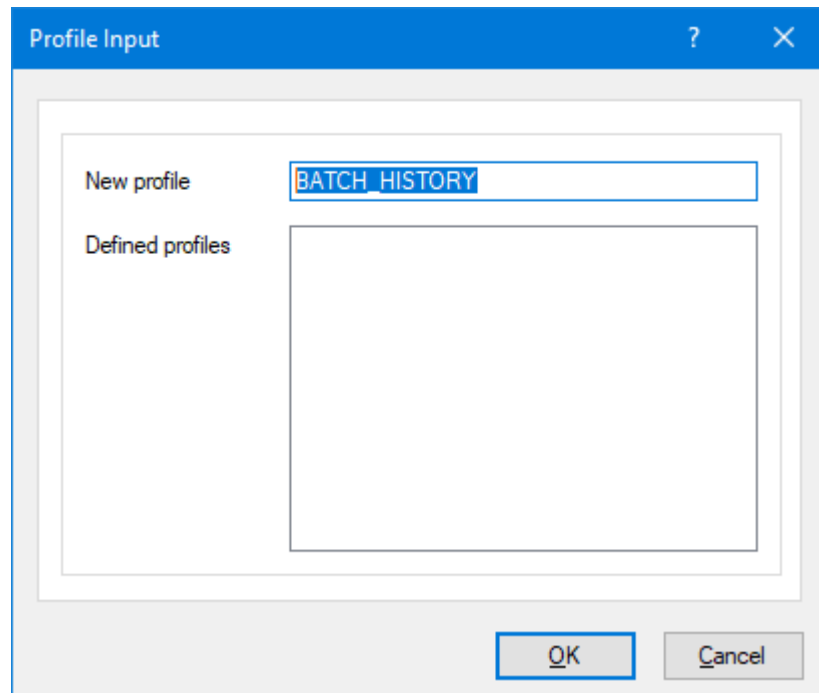 Profile Input ?
New profile BATCH_HISTORY
Defined profiles
OK Cancel